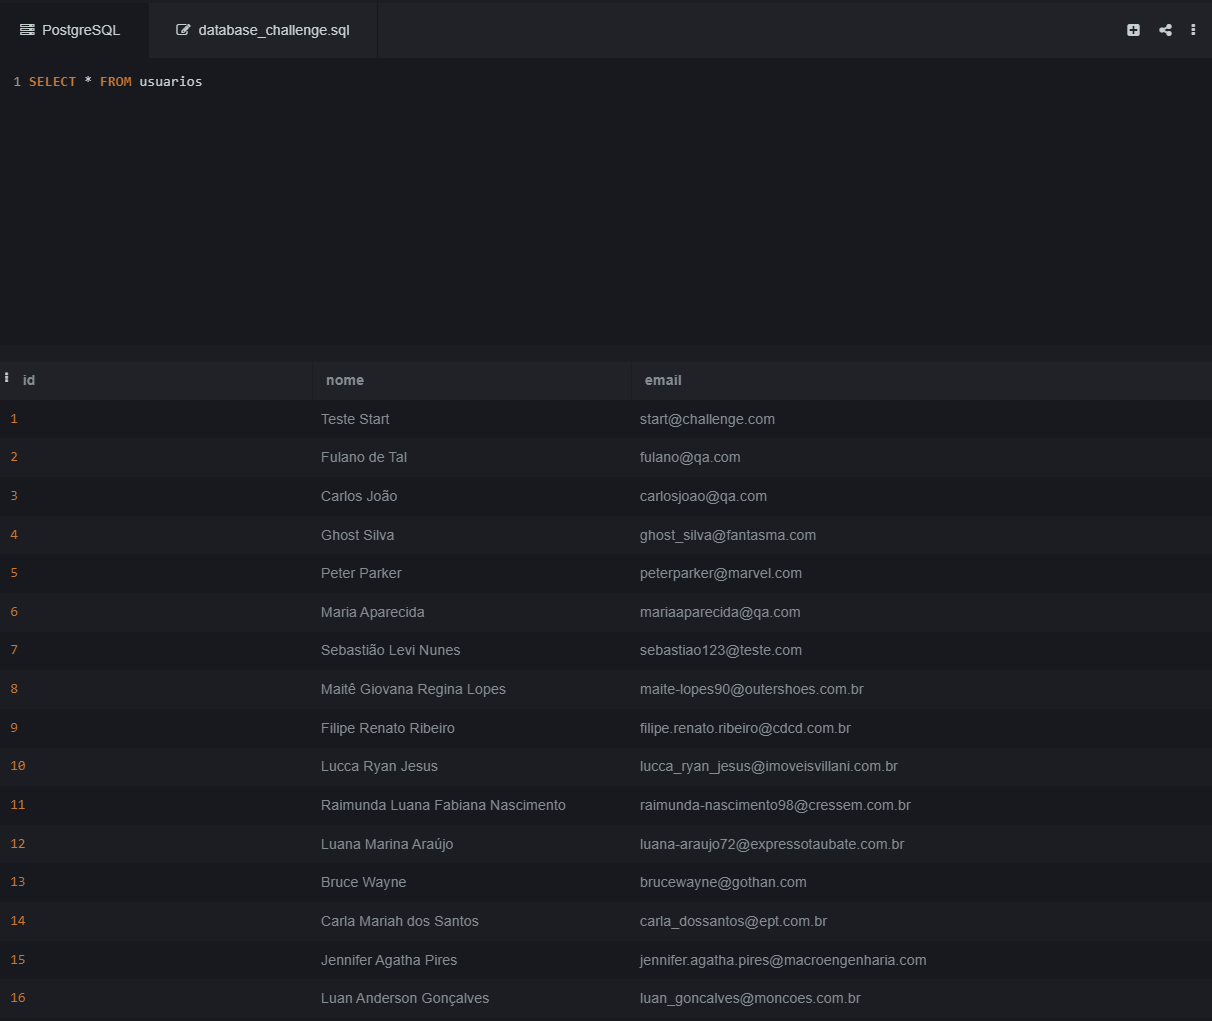 PostgreSQL database_challenge.sql
1 SELECT * FROM usuarios
id nome email
1 Teste Start start@challenge.com
2 Fulano de Tal fulano@qa.com
3 Carlos João carlosjoao@qa.com
4 Ghost Silva ghost_silva@fantasma.com
5 Peter Parker peterparker@marvel.com
6 Maria Aparecida mariaaparecida@qa.com
7 Sebastião Levi Nunes sebastiao123@teste.com
8 Maitê Giovana Regina Lopes maite-lopes90@outershoes.com.br
9 Filipe Renato Ribeiro filipe.renato.ribeiro@cdcd.com.br
10 Lucca Ryan Jesus lucca_ryan_jesus@imoveisvillani.com.br
11 Raimunda Luana Fabiana Nascimento raimunda-nascimento98@cressem.com.br
12 Luana Marina Araújo luana-araujo72@expressotaubate.com.br
13 Bruce Wayne brucewayne@gothan.com
14 Carla Mariah dos Santos carla_dossantos@ept.com.br
15 Jennifer Agatha Pires jennifer.agatha.pires@macroengenharia.com
16 Luan Anderson Gonçalves luan_goncalves@moncoes.com.br